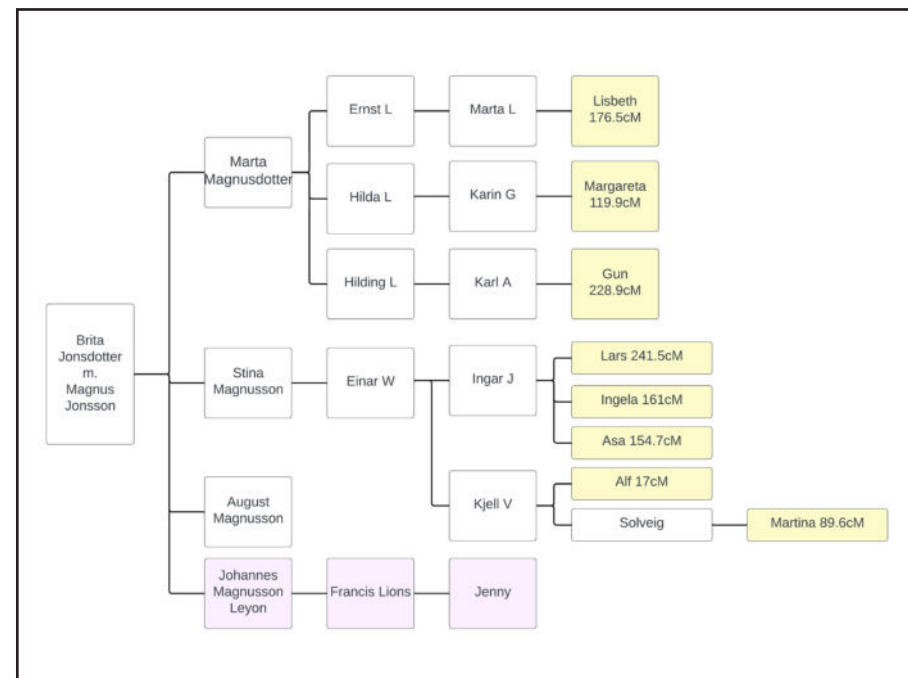 Brita
Jonsdotter
m.
Magnus
Jonsson
Marta
Magnusdotter
Ernst L
Marta L
Lisbeth
176.5cM
Hilda L
Karin G
Margareta
119.9cM
Hilding L
Karl A
Gun
228.9cM
Stina
Magnusson
Einar W
Ingar J
Lars 241.5cM
Ingela 161cM
Asa 154.7cM
Kjell V
Alf 17cM
Solveig
Martina 89.6cM
August
Magnusson
Johannes
Magnusson
Leyon
Francis Lions
Jenny